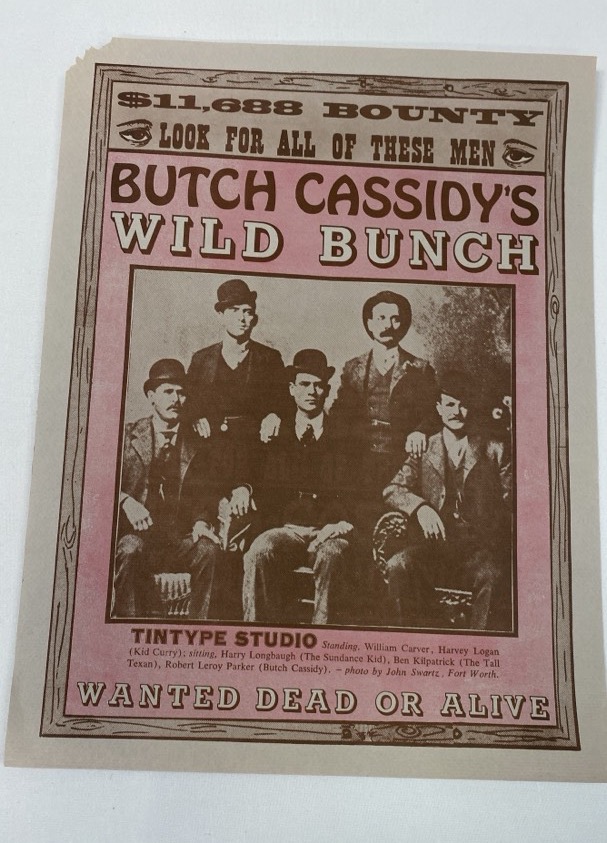 $11,688 BOUNTY
LOOK FOR ALL OF THESE MEN
BUTCH CASSIDY'S
WILD BUNCH
TINTYPE STUDIO Standing, William Carver, Harvey Logan
(Kid Curry); sitting, Harry Longbaugh (The Sundance Kid), Ben Kilpatrick (The Tall
Texan), Robert Leroy Parker (Butch Cassidy). – photo by John Swartz, Fort Worth.
WANTED DEAD OR ALIVE